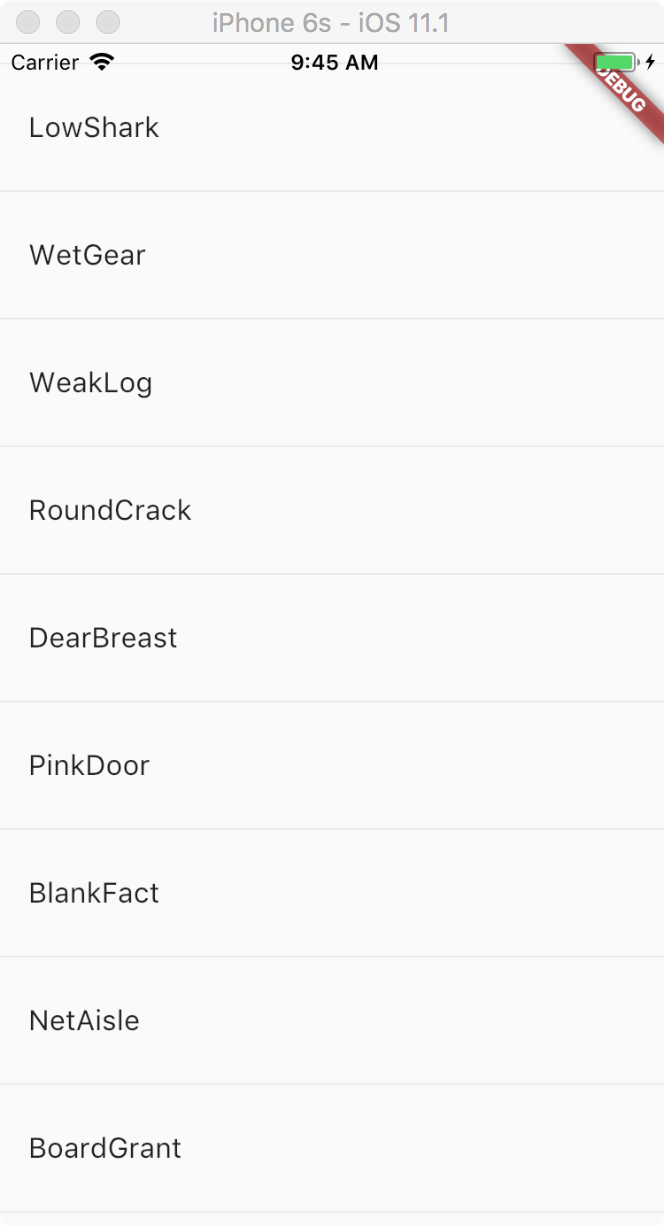 iPhone 6s - iOS 11.1
Carrier 9:45 AM
DEBUG
LowShark
WetGear
WeakLog
RoundCrack
DearBreast
PinkDoor
BlankFact
NetAisle
BoardGrant